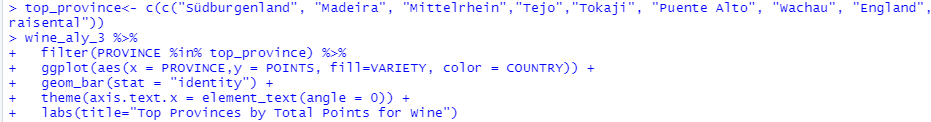 > top_province<- c(c("Südburgenland", "Madeira", "Mittelrhein","Tejo","Tokaji", "Puente Alto", "Wachau", "England",
raisental"))
> wine_aly_3 %>%
+   filter(PROVINCE %in% top_province) %>%
+   ggplot(aes(x = PROVINCE,y = POINTS, fill=VARIETY, color = COUNTRY)) +
+   geom_bar(stat = "identity") +
+   theme(axis.text.x = element_text(angle = 0)) +
+   labs(title="Top Provinces by Total Points for Wine")